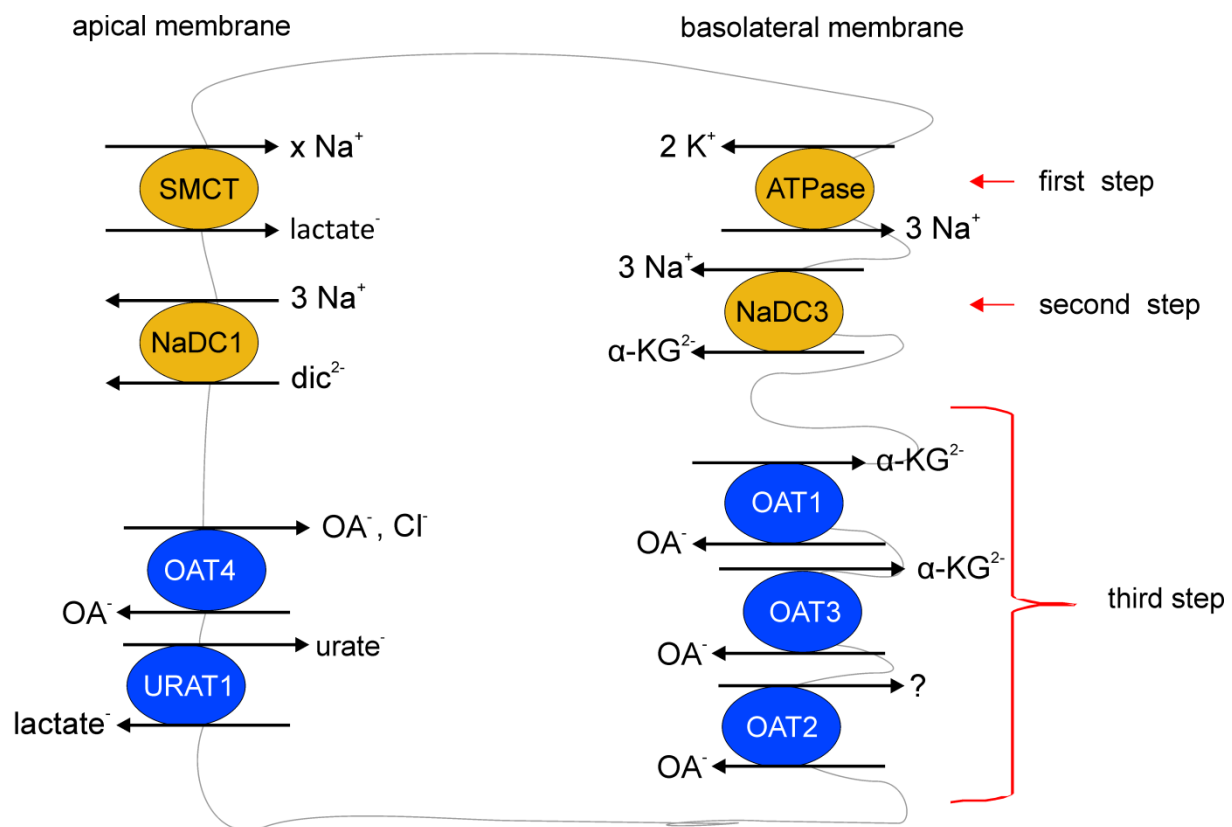 apical membrane
basolateral membrane
x Na⁺
SMCT
lactate⁻
3 Na⁺
NaDC1
dic²⁻
OA⁻ , Cl⁻
OAT4
OA⁻
urate⁻
URAT1
lactate⁻
2 K⁺
ATPase
3 Na⁺
first step
3 Na⁺
NaDC3
α-KG²⁻
second step
α-KG²⁻
OAT1
OA⁻
α-KG²⁻
OAT3
OA⁻
?
OAT2
OA⁻
third step